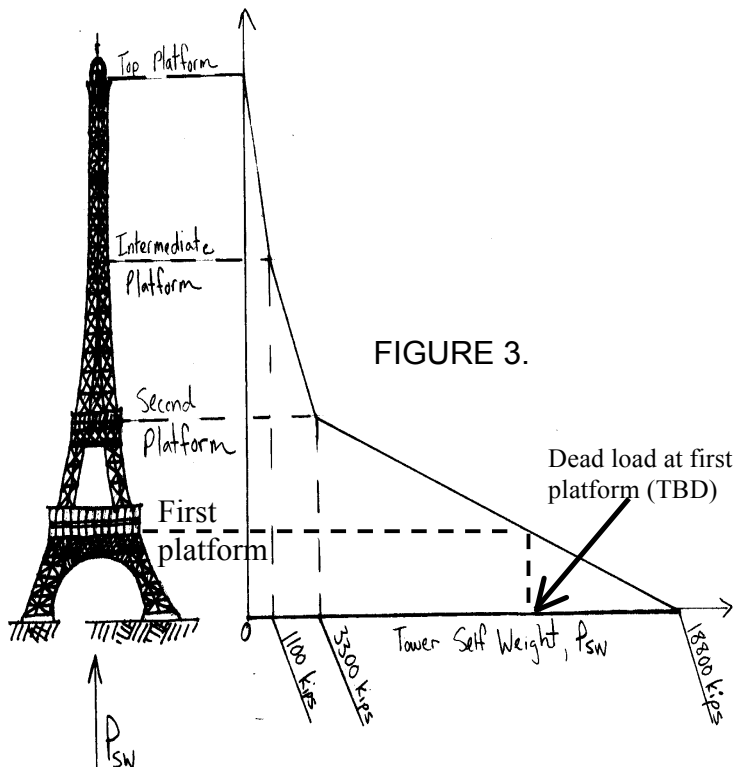 Top Platform
Intermediate
Platform
FIGURE 3.
Second
Platform
Dead load at first
platform (TBD)
First
platform
0
1100 kips
3300 kips
Tower Self Weight, PSW
18800 kips
PSW